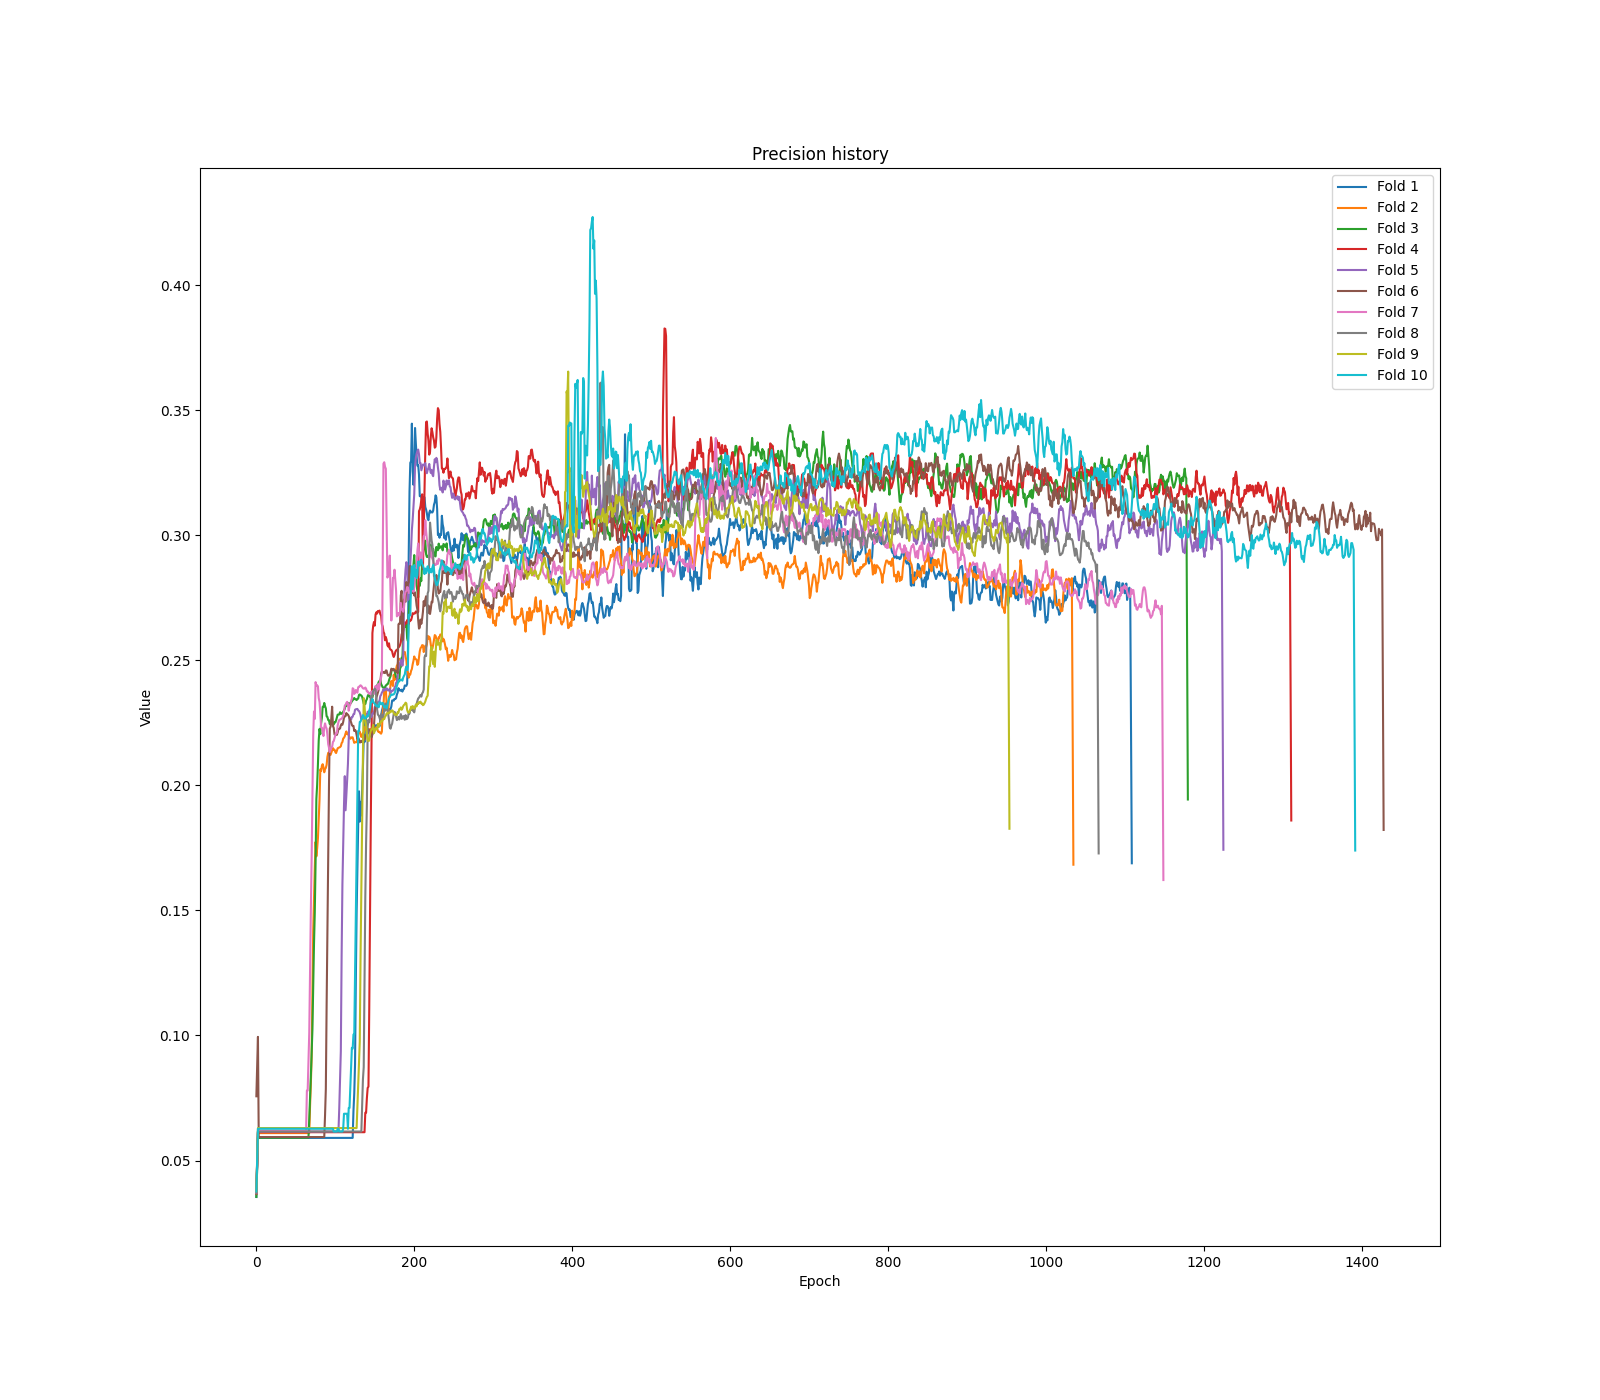 Precision history
Fold 1
Fold 2
Fold 3
Fold 4
Fold 5
Fold 6
Fold 7
Fold 8
Fold 9
Fold 10
Value
0.40
0.35
0.30
0.25
0.20
0.15
0.10
0.05
0 200 400 600 800 1000 1200 1400
Epoch